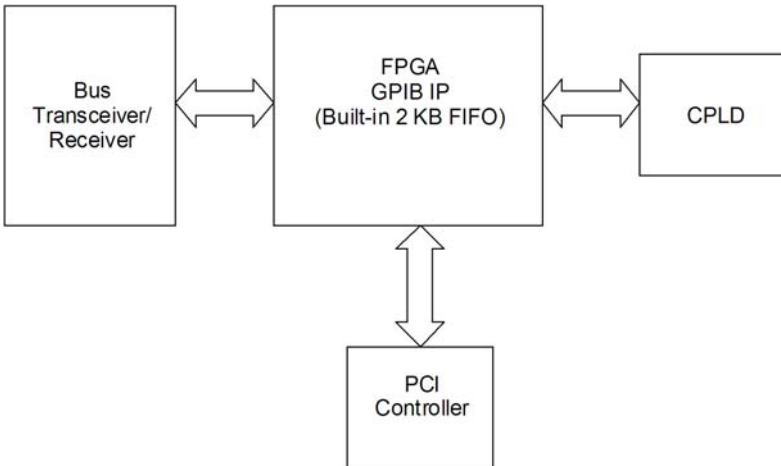 Bus
Transceiver/
Receiver
FPGA
GPIB IP
(Built-in 2 KB FIFO)
CPLD
PCI
Controller